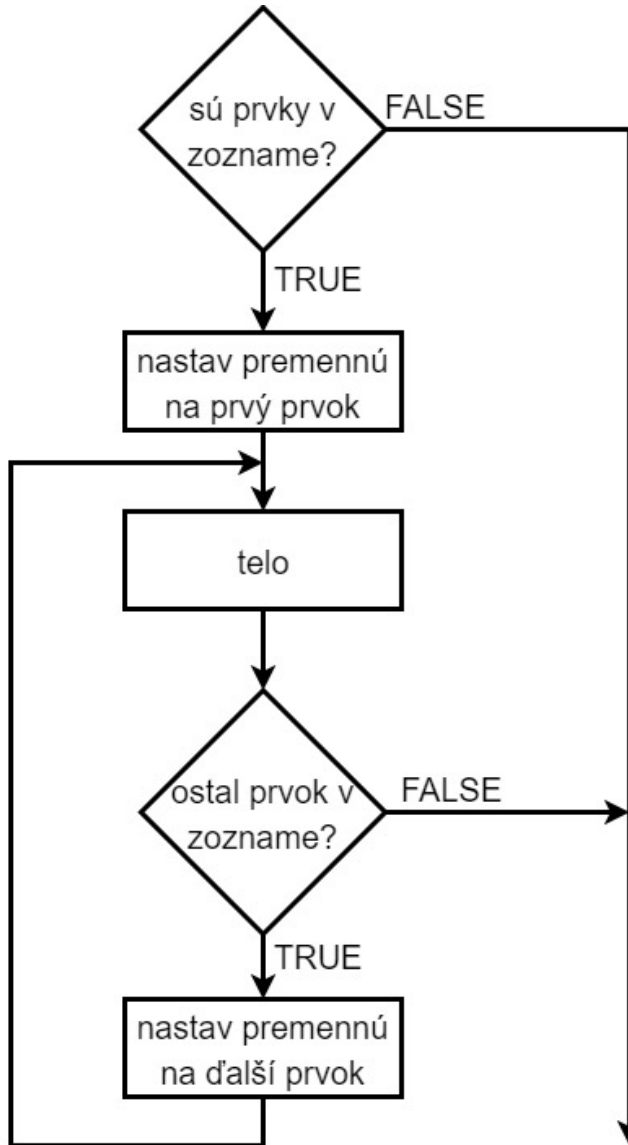 sú prvky v
zozname?
FALSE
TRUE
nastav premennú
na prvý prvok
telo
ostal prvok v
zozname?
FALSE
TRUE
nastav premennú
na ďalší prvok